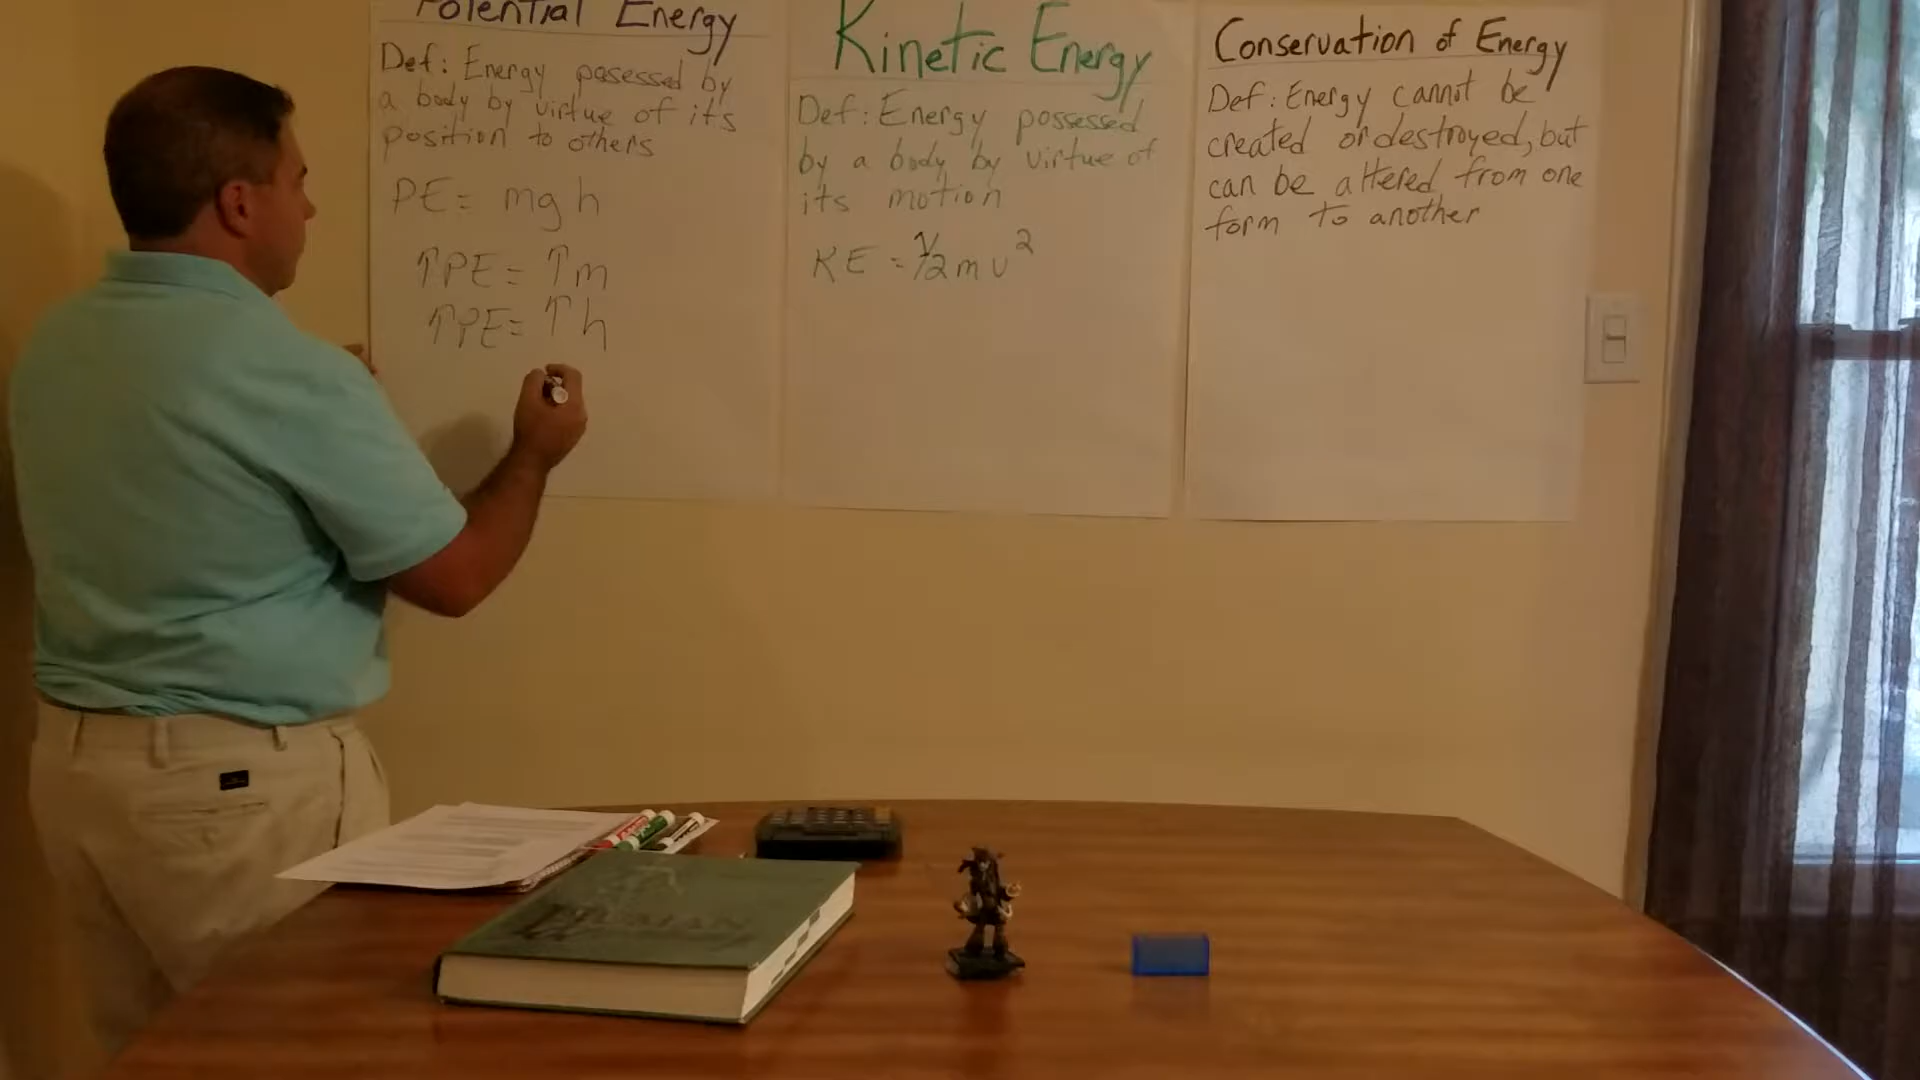 Potential Energy
Def: Energy posessed by
a body by virtue of its
position to others
PE = mgh
↑PE = ↑m
↑PE = ↑h
Kinetic Energy
Def: Energy possessed
by a body by virtue of
its motion
KE = 1/2 m v²
Conservation of Energy
Def: Energy cannot be
created or destroyed, but
can be altered from one
form to another
HUMAN